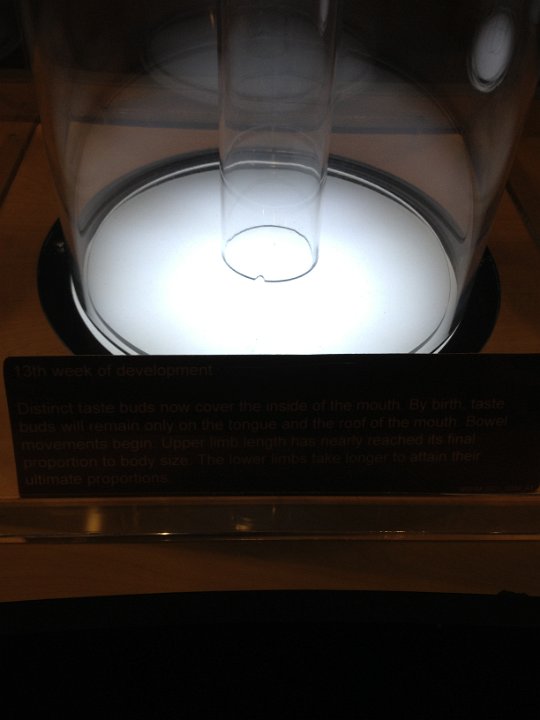 13th week of development
Distinct taste buds now cover the inside of the mouth. By birth, taste
buds will remain only on the tongue and the roof of the mouth. Bowel
movements begin. Upper limb length has nearly reached its final
proportion to body size. The lower limbs take longer to attain their
ultimate proportions.